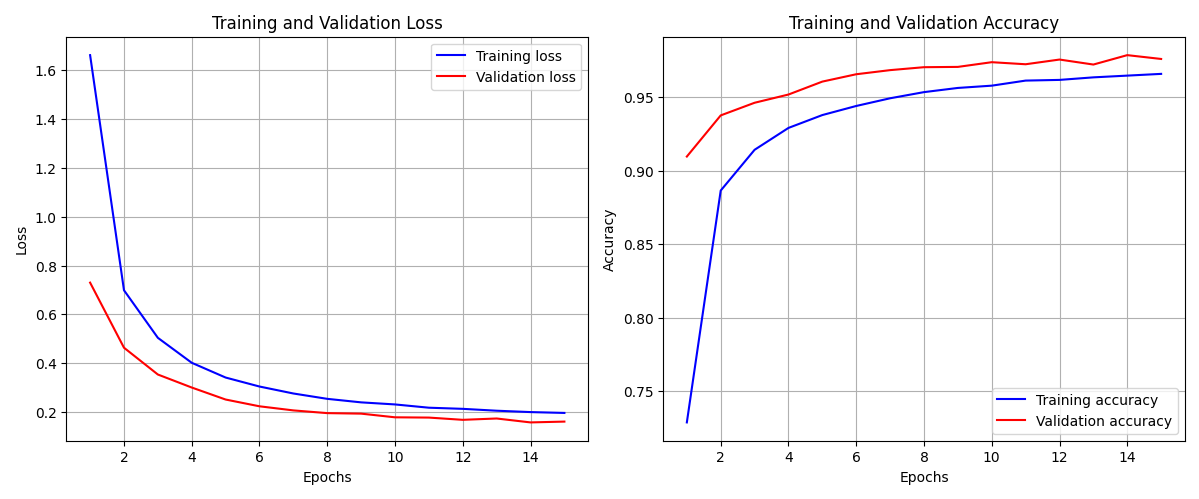 Training and Validation Loss
Training loss
Validation loss
1.6
1.4
1.2
1.0
0.8
0.6
0.4
0.2
Loss
2 4 6 8 10 12 14
Epochs
Training and Validation Accuracy
0.95
0.90
0.85
0.80
0.75
Accuracy
Training accuracy
Validation accuracy
2 4 6 8 10 12 14
Epochs